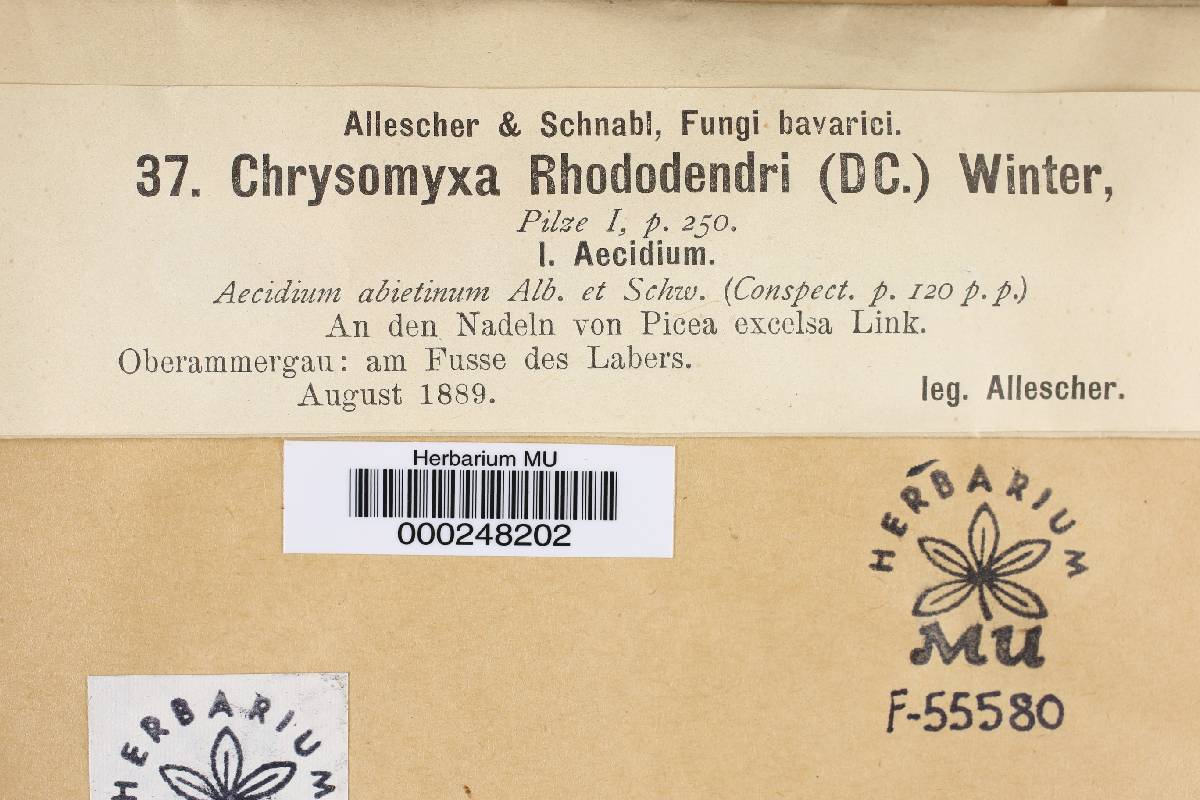 Allescher & Schnabl, Fungi bavarici.
37. Chrysomyxa Rhododendri (DC.) Winter,
Pilze I, p. 250.
I. Aecidium.
Aecidium abietinum Alb. et Schw. (Conspect. p. 120 p. p.)
An den Nadeln von Picea excelsa Link.
Oberammergau: am Fusse des Labers.
August 1889.
leg. Allescher.
Herbarium MU
000248202
HERBARIUM
MU
F-55580
HERBARIUM